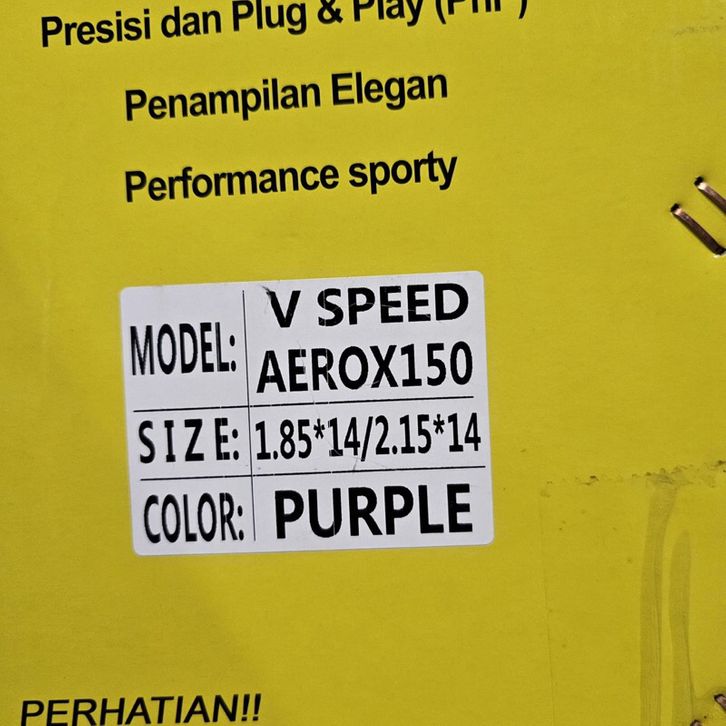 Presisi dan Plug & Play (PnP)
Penampilan Elegan
Performance sporty
MODEL: V SPEED
AEROX150
SIZE: 1.85*14/2.15*14
COLOR: PURPLE
PERHATIAN!!